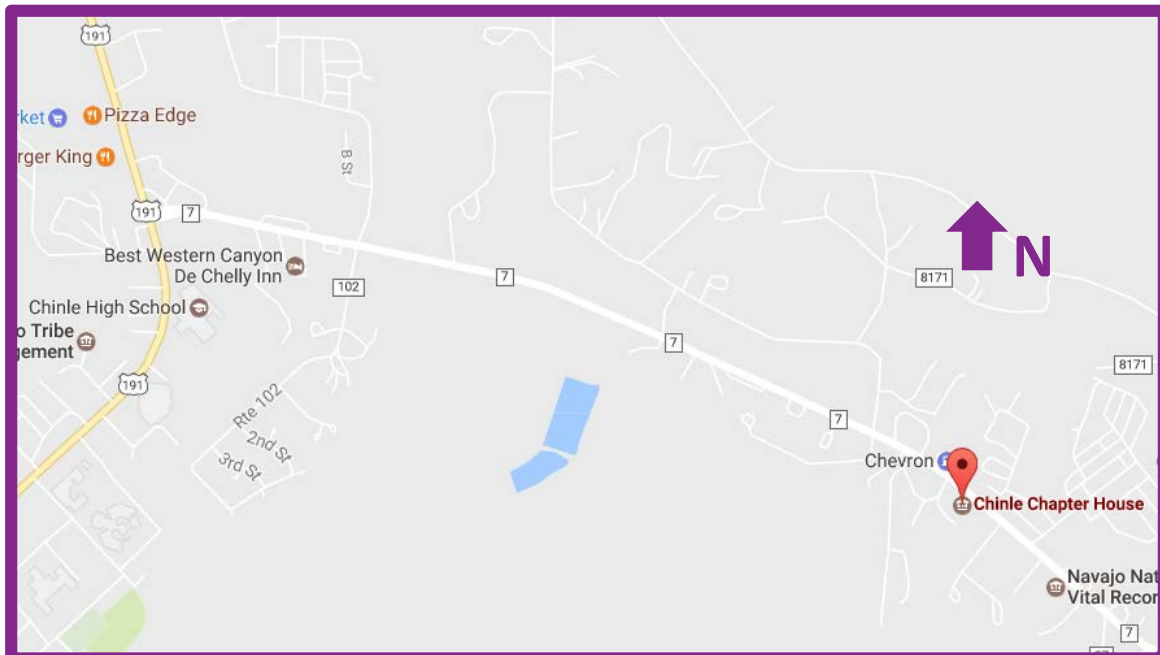 191
rket
Pizza Edge
rger King
B St
191
7
Best Western Canyon
De Chelly Inn
102
7
8171
N
Chinle High School
o Tribe
gement
7
8171
191
Rte 102
2nd St
3rd St
7
Chevron
Chinle Chapter House
Navajo Nat
Vital Recor
7